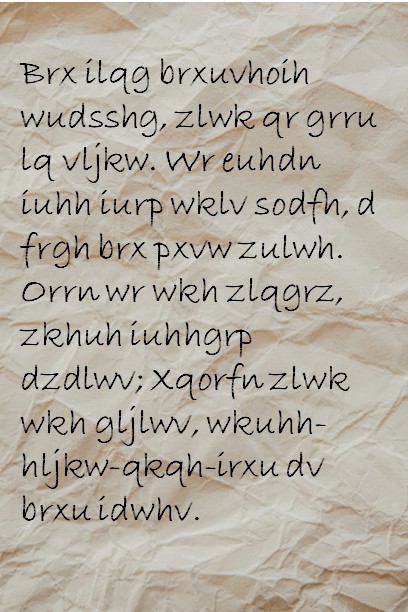 Brx ilqg brxuvhoih
wudsshg, zlwk qr grru
lq vljkw. Wr euhdn
iuhh iurp wklv sodfh, d
frgh brx pxvw zulwh.
Orrn wr wkh zlqgrz,
zkhuh iuhhgrp
dzdlwv; Xqorfn zlwk
wkh gljlwv, wkuhh-
hljkw-qkqh-irxu dv
brxu idwhv.